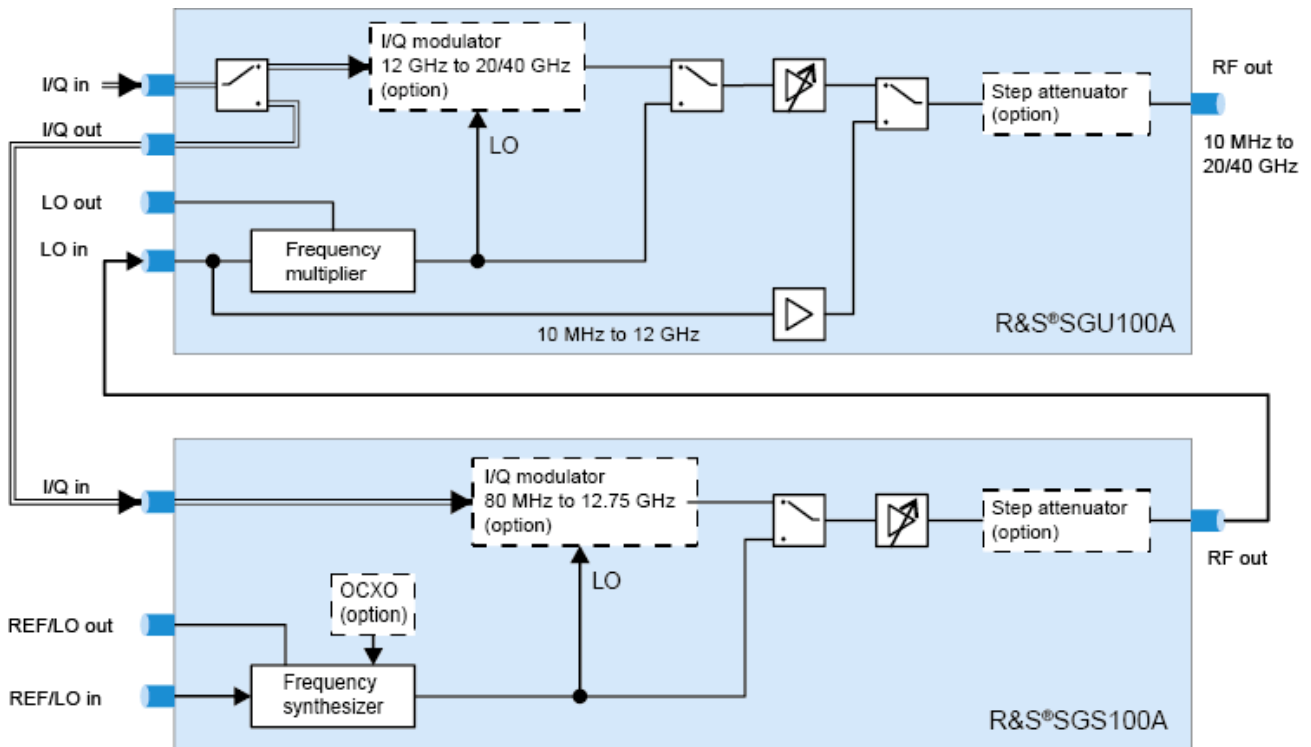 I/Q in
I/Q out
LO out
LO in
I/Q modulator
12 GHz to 20/40 GHz
(option)
LO
Frequency
multiplier
10 MHz to 12 GHz
Step attenuator
(option)
RF out
10 MHz to
20/40 GHz
R&S®SGU100A
I/Q in
REF/LO out
REF/LO in
I/Q modulator
80 MHz to 12.75 GHz
(option)
OCXO
(option)
LO
Frequency
synthesizer
Step attenuator
(option)
RF out
R&S®SGS100A